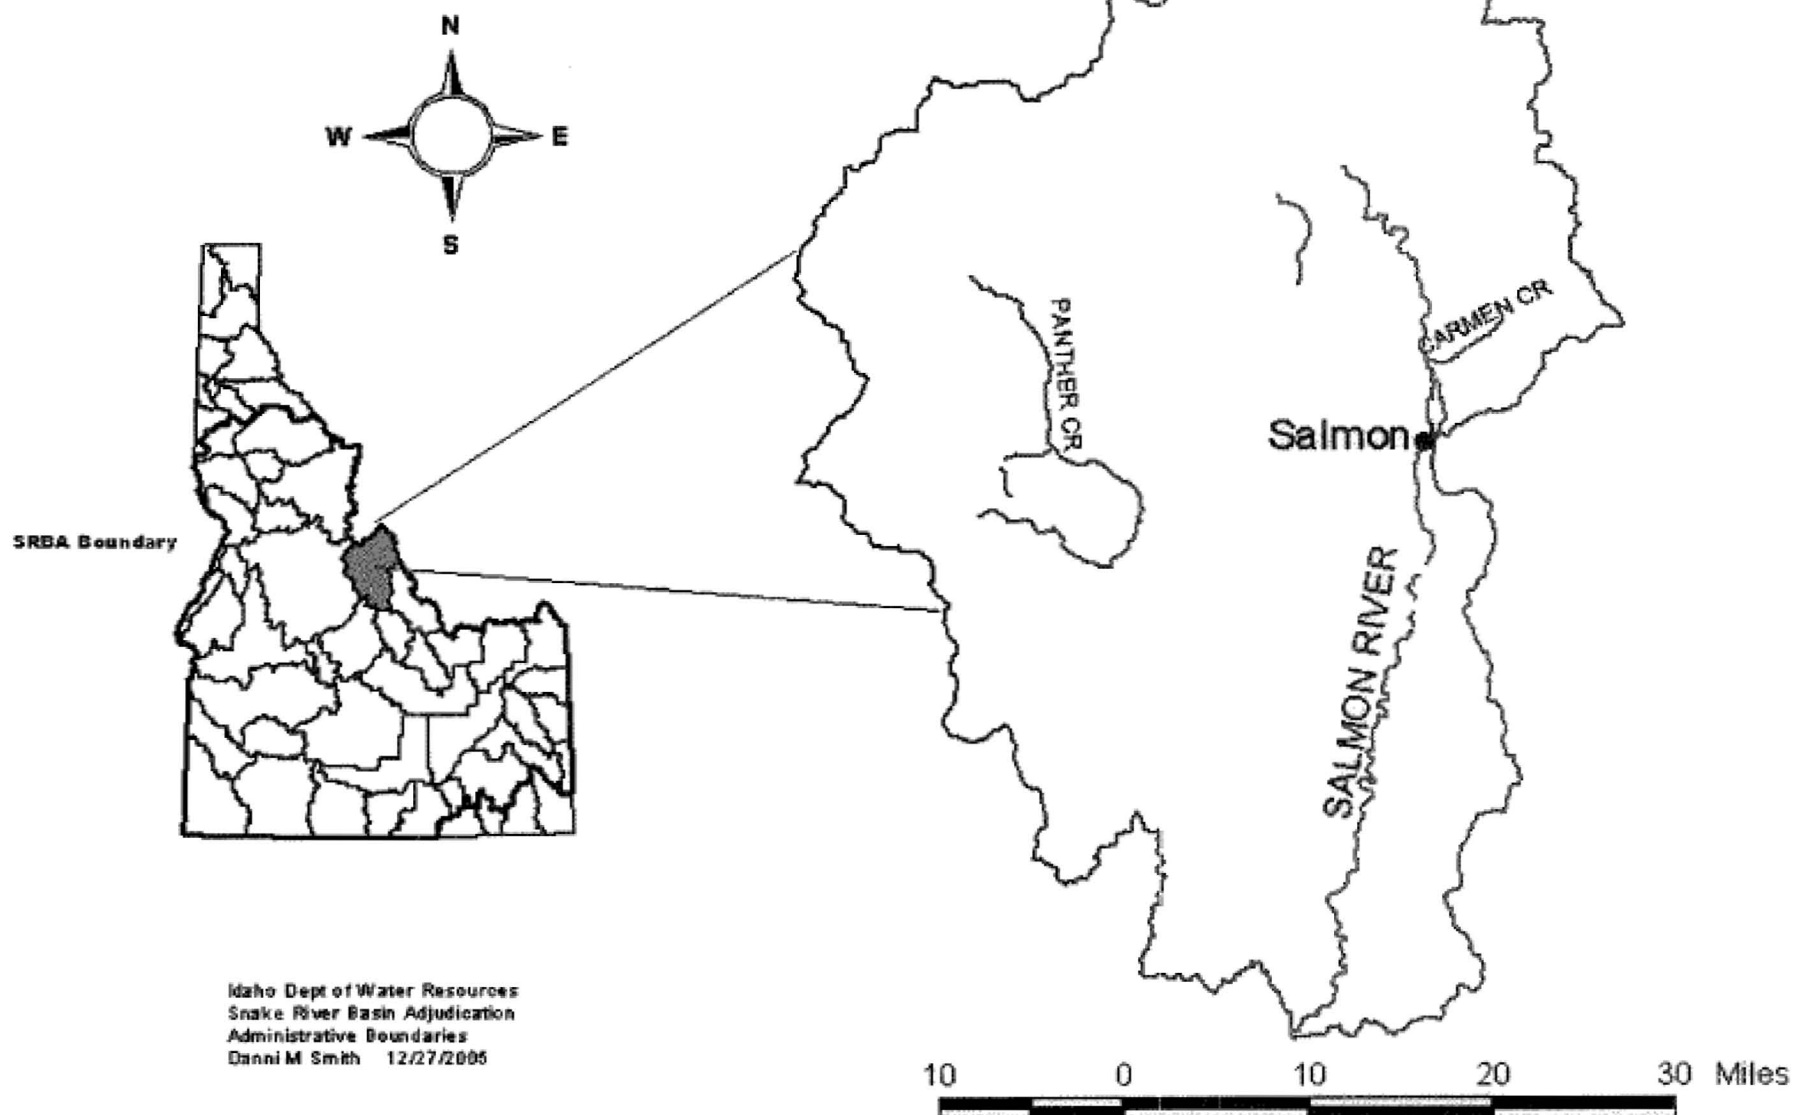 N
W E
S
PANTHER CR
CARMEN CR
Salmon
SRBA Boundary
SALMON RIVER
Idaho Dept of Water Resources
Snake River Basin Adjudication
Administrative Boundaries
Danni M Smith 12/27/2005
10 0 10 20 30 Miles